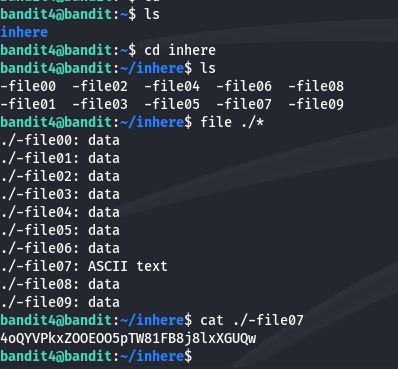 bandit4@bandit:~$ ls
inhere
bandit4@bandit:~$ cd inhere
bandit4@bandit:~/inhere$ ls
-file00  -file02  -file04  -file06  -file08
-file01  -file03  -file05  -file07  -file09
bandit4@bandit:~/inhere$ file ./*
./-file00: data
./-file01: data
./-file02: data
./-file03: data
./-file04: data
./-file05: data
./-file06: data
./-file07: ASCII text
./-file08: data
./-file09: data
bandit4@bandit:~/inhere$ cat ./-file07
4oQYVPkxZOOEOO5pTW81FB8j8lxXGUQw
bandit4@bandit:~/inhere$